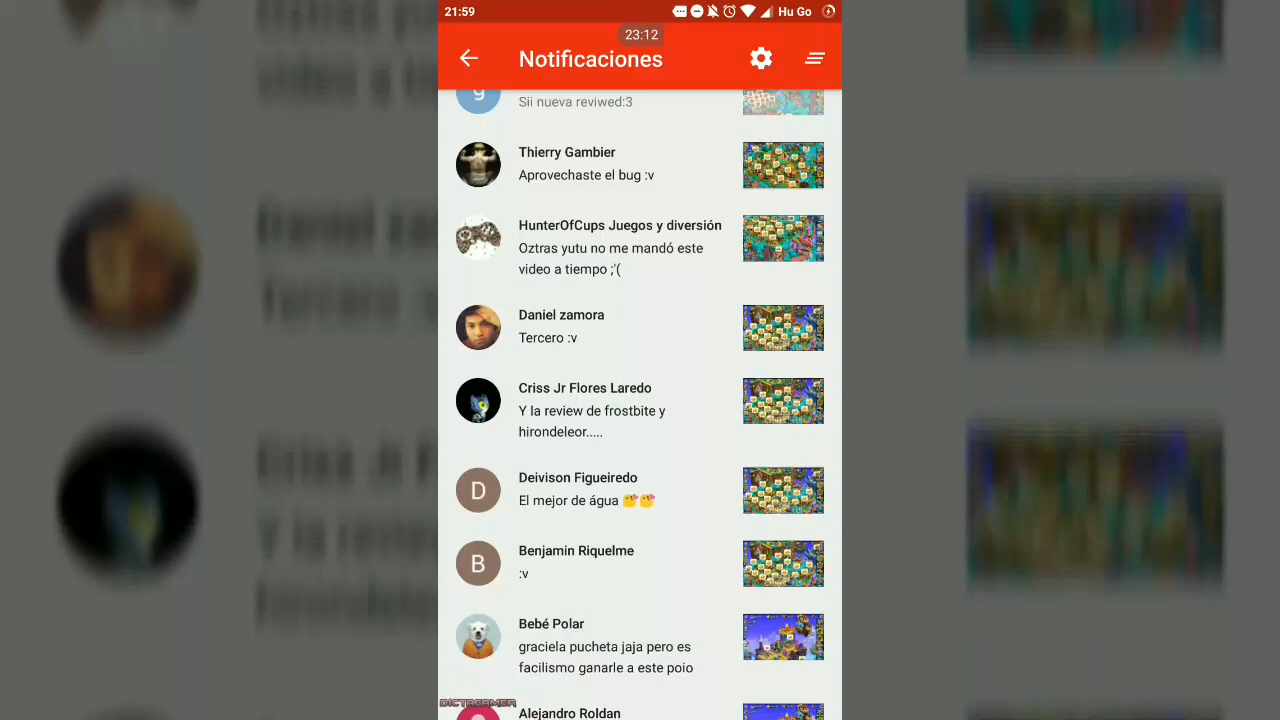 21:59
Hu Go
23:12
Notificaciones
g
Sii nueva reviwed:3
Thierry Gambier
Aprovechaste el bug :v
HunterOfCups Juegos y diversión
Oztras yutu no me mandó este
video a tiempo ;'(
Daniel zamora
Tercero :v
Criss Jr Flores Laredo
Y la review de frostbite y
hirondeleor.....
D
Deivison Figueiredo
El mejor de água
B
Benjamin Riquelme
:v
Bebé Polar
graciela pucheta jaja pero es
facilismo ganarle a este poio
DICTAGAMER
Alejandro Roldan